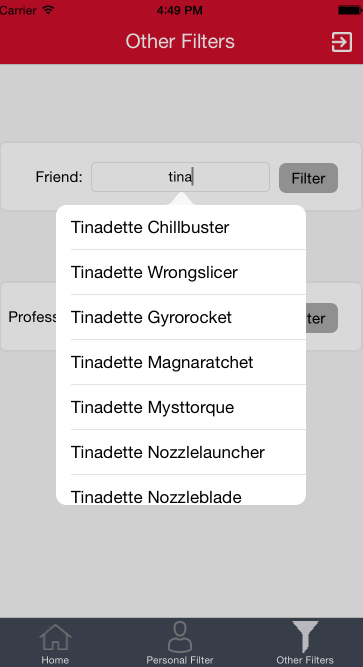 Carrier 4:49 PM
Other Filters
Friend: tina Filter
Tinadette Chillbuster
Tinadette Wrongslicer
Tinadette Gyrorocket
Profess ter
Tinadette Magnaratchet
Tinadette Mysttorque
Tinadette Nozzlelauncher
Tinadette Nozzleblade
Home Personal Filter Other Filters